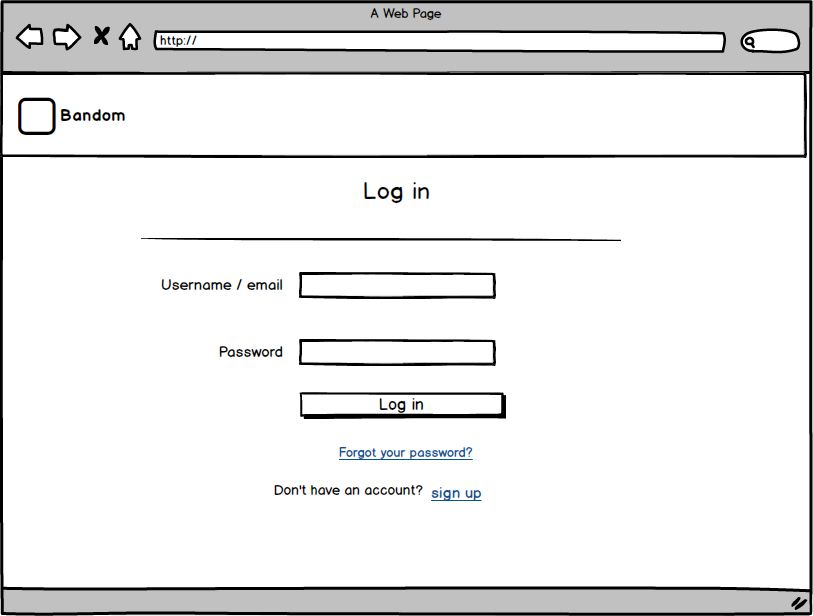 A Web Page
http://
Bandom
Log in
Username / email
Password
Log in
Forgot your password?
Don't have an account? sign up